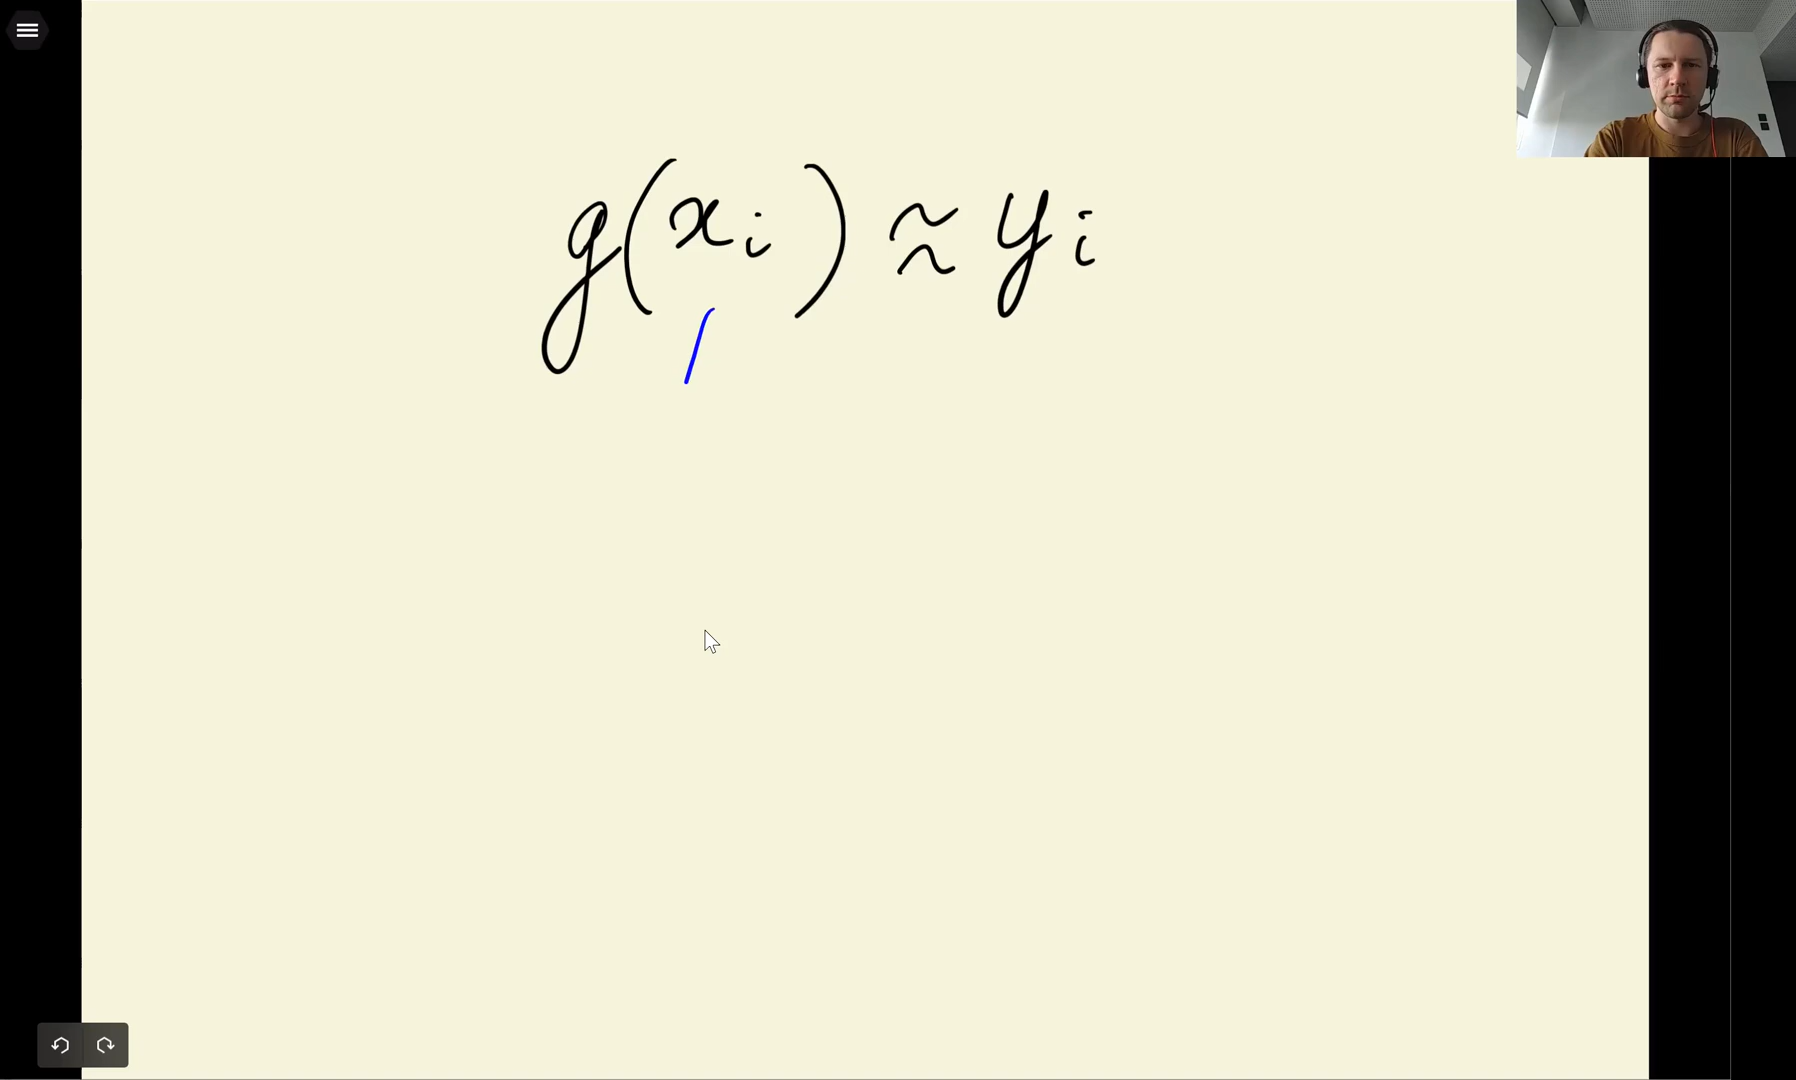 g(xᵢ) ≈ yᵢ